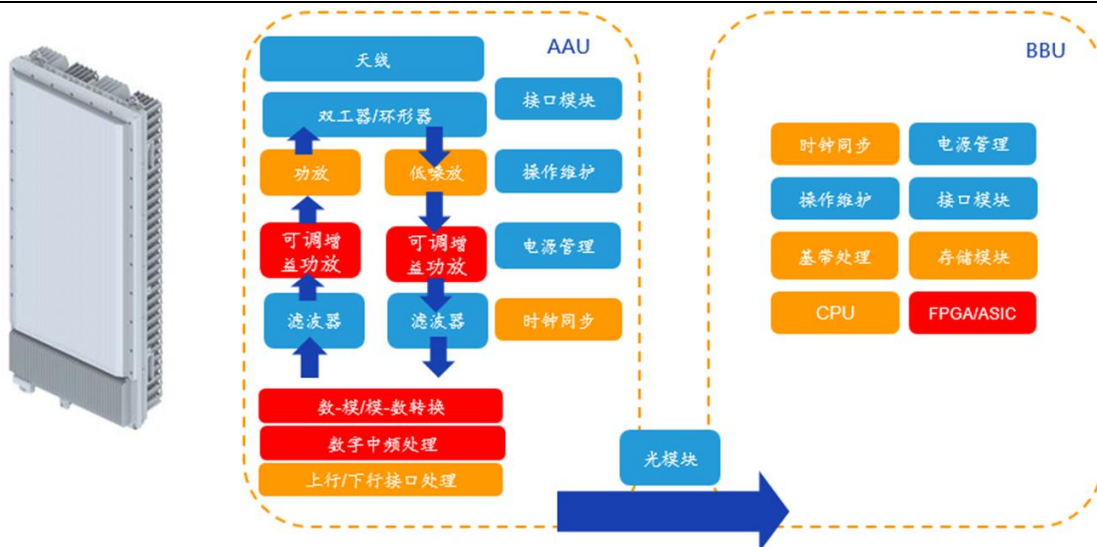 AAU
BBU
天线
双工器/环形器
接口模块
功放
低噪放
操作维护
可调增
益功放
可调增
益功放
电源管理
滤波器
滤波器
时钟同步
数-模/模-数转换
数字中频处理
上行/下行接口处理
光模块
时钟同步
电源管理
操作维护
接口模块
基带处理
存储模块
CPU
FPGA/ASIC